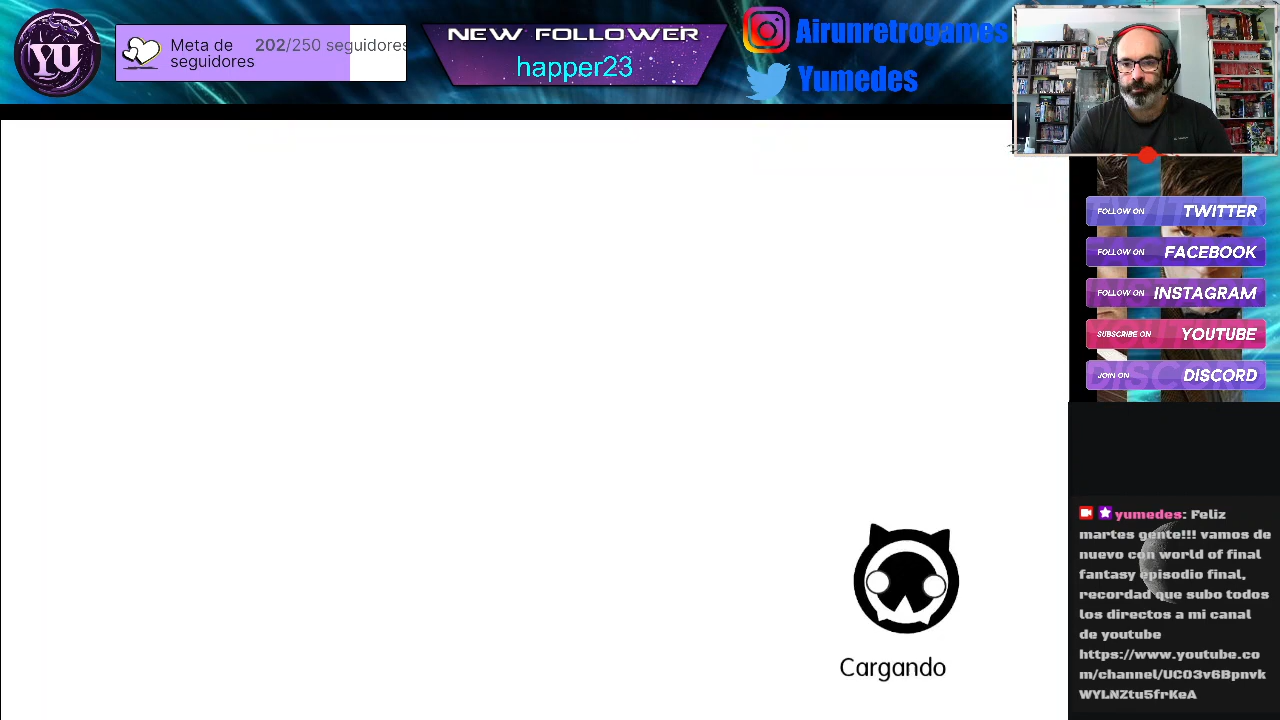 YU
Meta de seguidores
202/250 seguidores
NEW FOLLOWER
happer23
Airunretrogames
Yumedes
FOLLOW ON TWITTER
FOLLOW ON FACEBOOK
FOLLOW ON INSTAGRAM
SUBSCRIBE ON YOUTUBE
JOIN ON DISCORD
yumedes: Feliz
martes gente!!! vamos de
nuevo con world of final
fantasy episodio final,
recordad que subo todos
los directos a mi canal
de youtube
https://www.youtube.co
m/channel/UC03v6Bpnvk
WYLNZtu5frKeA
Cargando